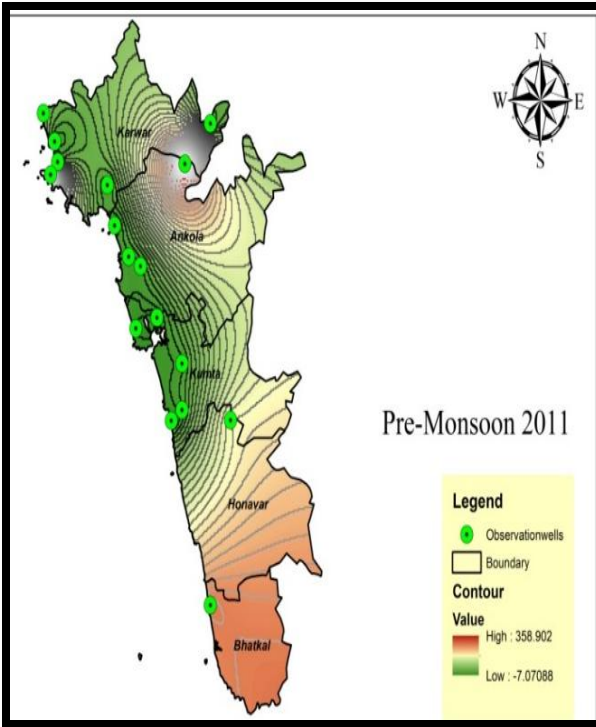 N
W E
S
Karwar
Ankola
Kumta
Honavar
Bhatkal
Pre-Monsoon 2011
Legend
Observationwells
Boundary
Contour
Value
High : 358.902
Low : -7.07088